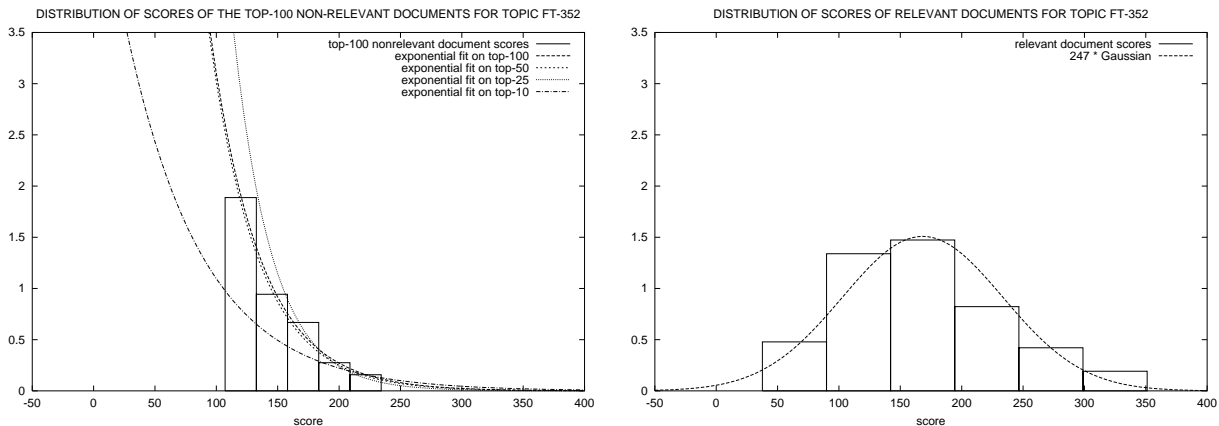 DISTRIBUTION OF SCORES OF THE TOP-100 NON-RELEVANT DOCUMENTS FOR TOPIC FT-352
3.5
3
2.5
2
1.5
1
0.5
0
top-100 nonrelevant document scores
exponential fit on top-100
exponential fit on top-50
exponential fit on top-25
exponential fit on top-10
-50 0 50 100 150 200 250 300 350 400
score
DISTRIBUTION OF SCORES OF RELEVANT DOCUMENTS FOR TOPIC FT-352
3.5
3
2.5
2
1.5
1
0.5
0
relevant document scores
247 * Gaussian
-50 0 50 100 150 200 250 300 350 400
score